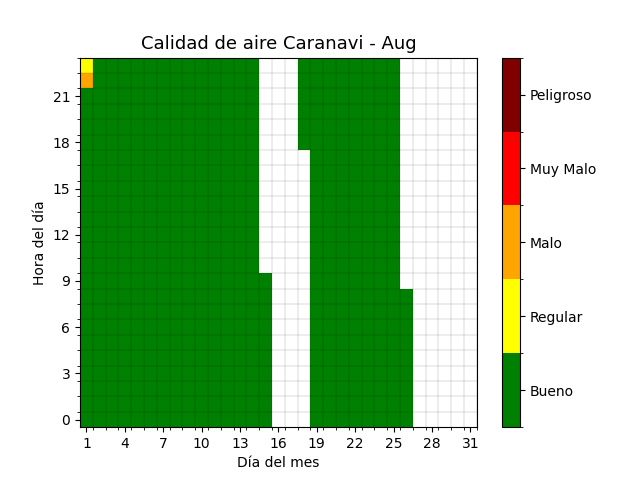 Calidad de aire Caranavi - Aug
Peligroso
21
18
Muy Malo
15
Hora del día
Malo
12
9
Regular
6
3
Bueno
0
1 4 7 10 13 16 19 22 25 28 31
Día del mes